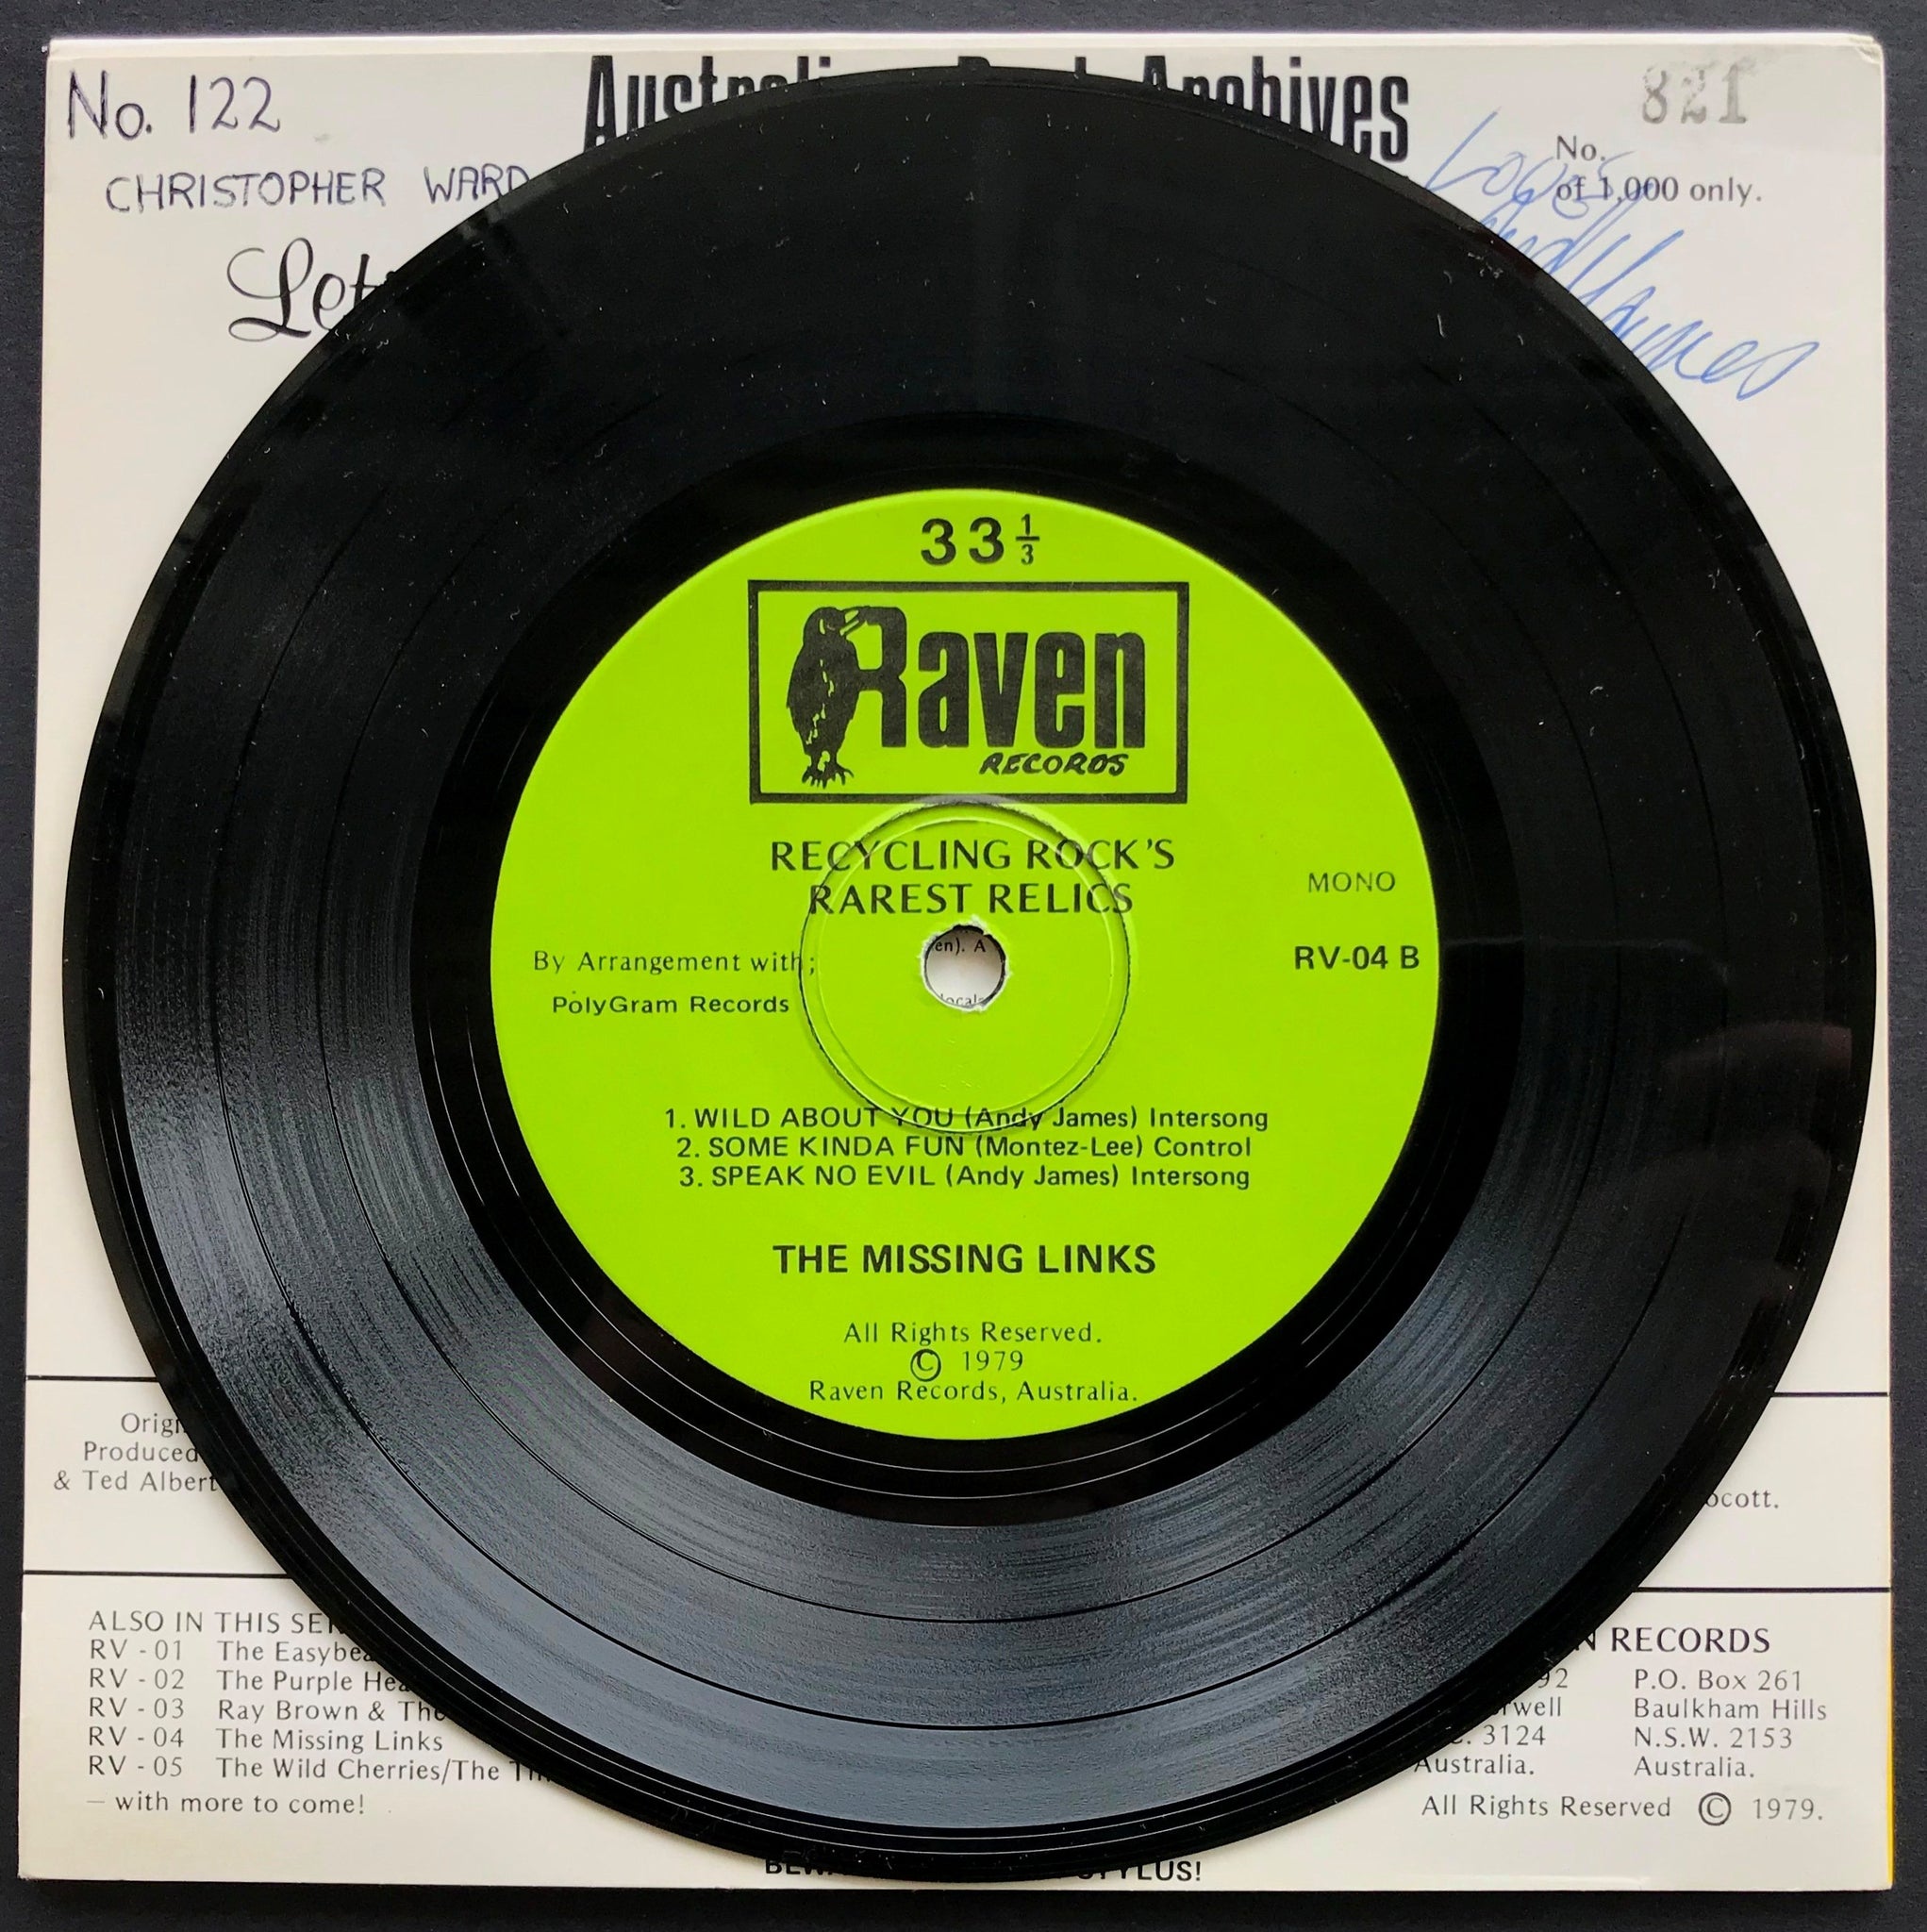 No. 122
821
CHRISTOPHER WARD
No.
of 1,000 only.
Love
33 1/3
Raven
RECORDS
RECYCLING ROCK'S
RAREST RELICS
MONO
By Arrangement with;
RV-04 B
PolyGram Records
1. WILD ABOUT YOU (Andy James) Intersong
2. SOME KINDA FUN (Montez-Lee) Control
3. SPEAK NO EVIL (Andy James) Intersong
THE MISSING LINKS
All Rights Reserved.
© 1979
Raven Records, Australia.
Produced
& Ted Albert
ALSO IN THIS
RV - 01 The
RV - 02 The Purple
RV - 03 Ray Brown & The
RV - 04 The Missing Links
RV - 05 The Wild Cherries/The
– with more to come!
RECORDS
P.O. Box 261
Baulkham Hills
3124
N.S.W. 2153
Australia.
Australia.
All Rights Reserved © 1979.